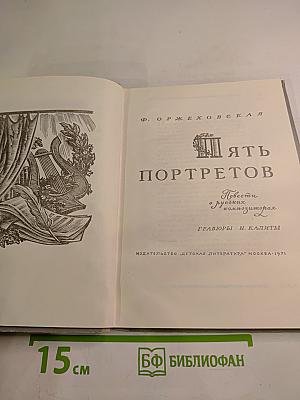 Ф. ОРЖЕХОВСКАЯ
ПЯТЬ
ПОРТРЕТОВ
Повести
о русских
композиторах
ГРАВЮРЫ Н. КАЛИТЫ
ИЗДАТЕЛЬСТВО "ДЕТСКАЯ ЛИТЕРАТУРА" МОСКВА·1971
15 см
БФ БИБЛИОФАН